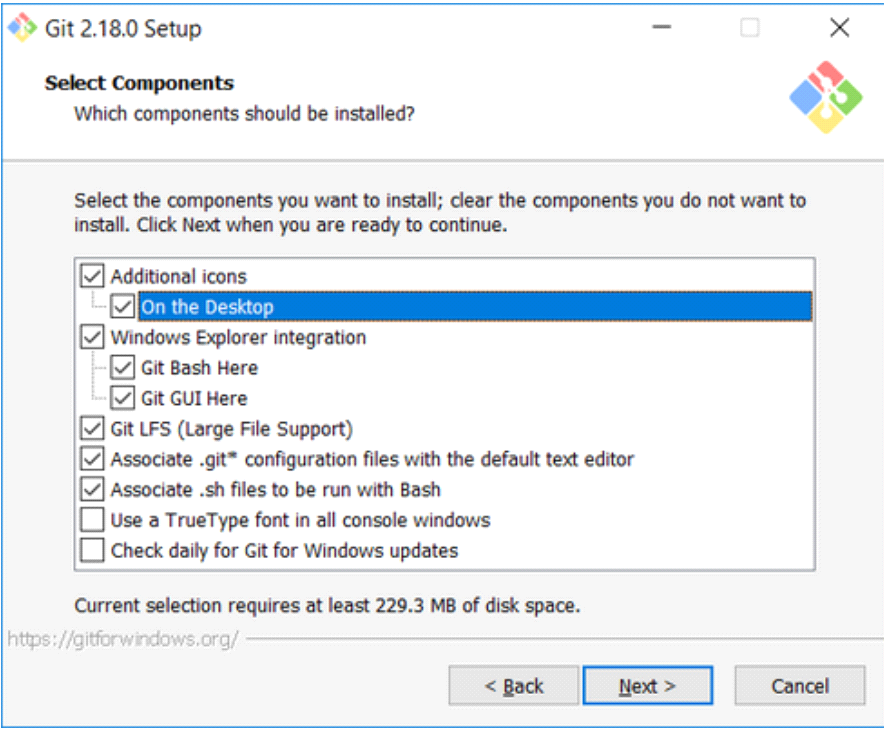 Git 2.18.0 Setup
Select Components
Which components should be installed?
Select the components you want to install; clear the components you do not want to
install. Click Next when you are ready to continue.
Additional icons
On the Desktop
Windows Explorer integration
Git Bash Here
Git GUI Here
Git LFS (Large File Support)
Associate .git* configuration files with the default text editor
Associate .sh files to be run with Bash
Use a TrueType font in all console windows
Check daily for Git for Windows updates
Current selection requires at least 229.3 MB of disk space.
https://gitforwindows.org/
< Back Next > Cancel